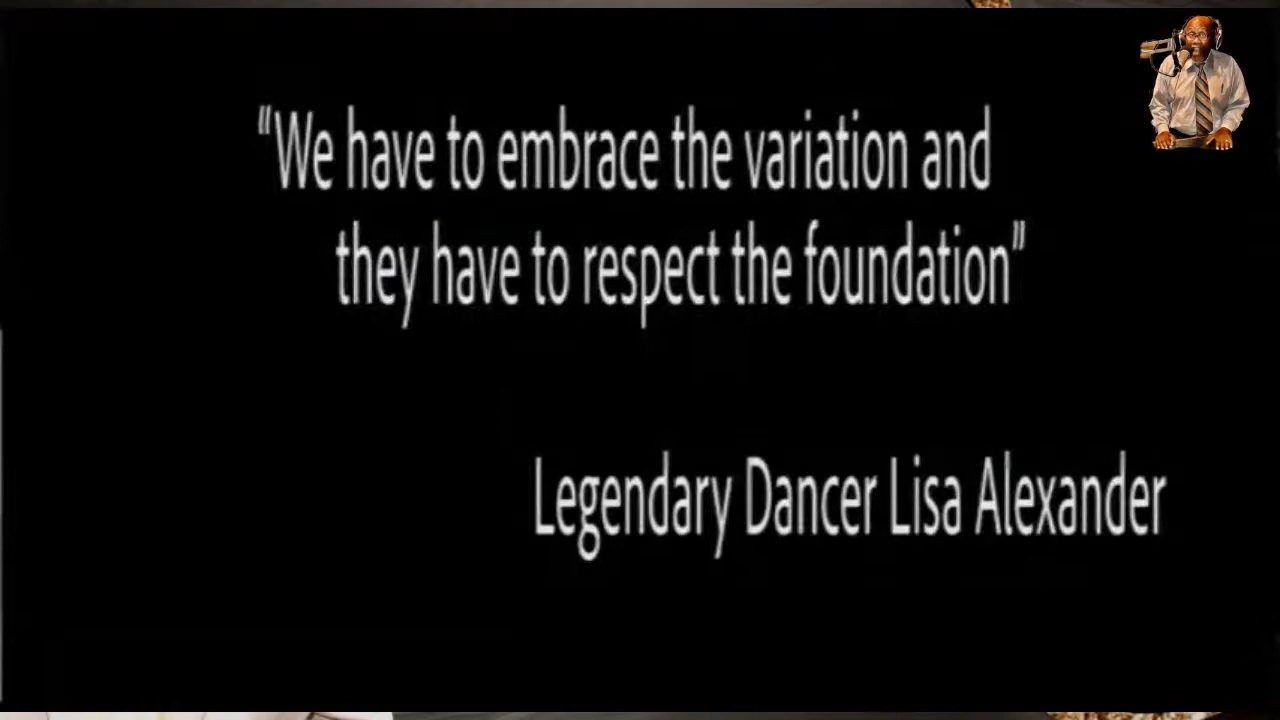 “We have to embrace the variation and
they have to respect the foundation”
Legendary Dancer Lisa Alexander